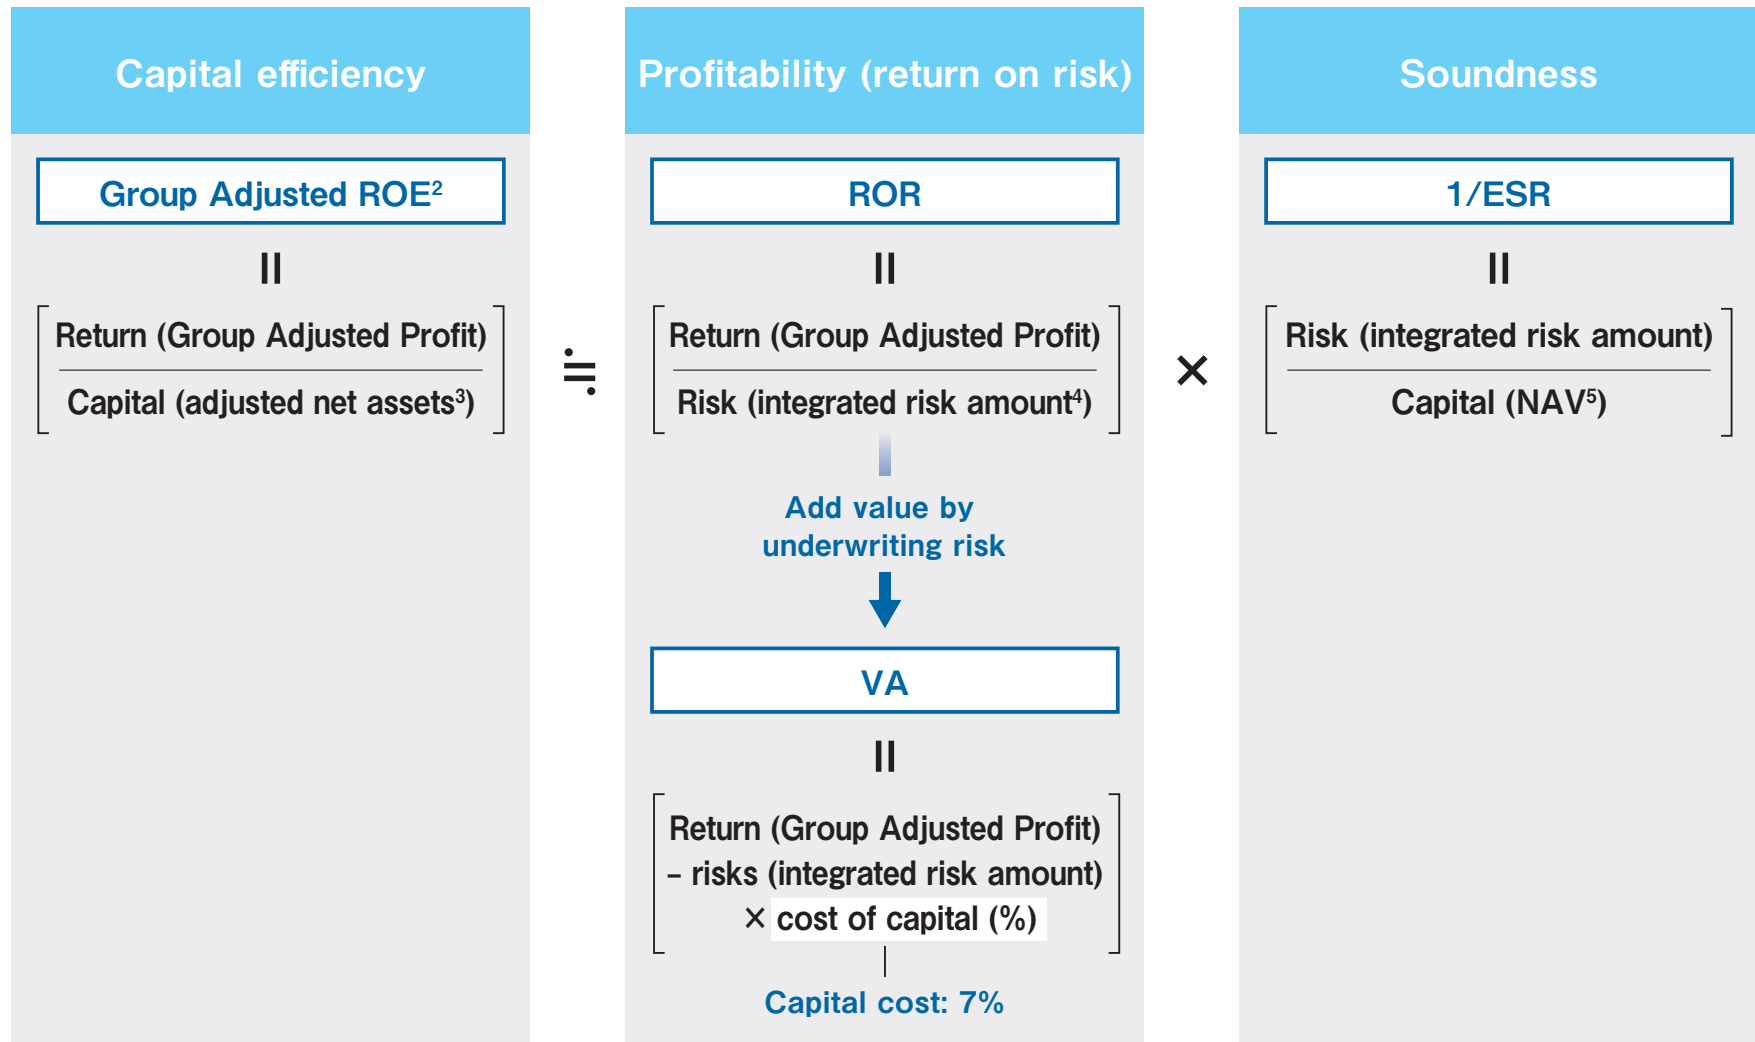 Capital efficiency
Group Adjusted ROE²
=
Return (Group Adjusted Profit)
Capital (adjusted net assets³)
≒
Profitability (return on risk)
ROR
=
Return (Group Adjusted Profit)
Risk (integrated risk amount⁴)
Add value by
underwriting risk
VA
=
Return (Group Adjusted Profit)
– risks (integrated risk amount)
× cost of capital (%)
Capital cost: 7%
×
Soundness
1/ESR
=
Risk (integrated risk amount)
Capital (NAV⁵)